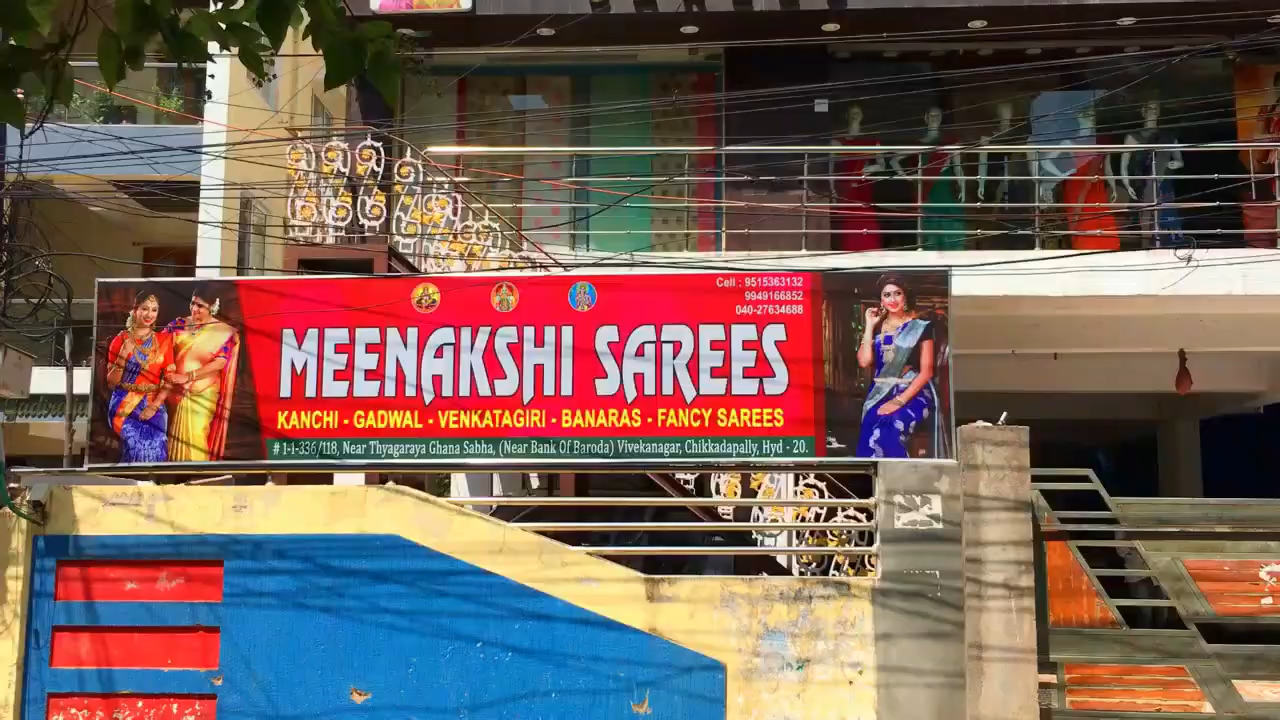 Cell : 9515363132
9949166852
040-27634688
MEENAKSHI SAREES
KANCHI - GADWAL - VENKATAGIRI - BANARAS - FANCY SAREES
# 1-1-336/118, Near Thyagaraya Ghana Sabha, (Near Bank Of Baroda) Vivekanagar, Chikkadapally, Hyd - 20.